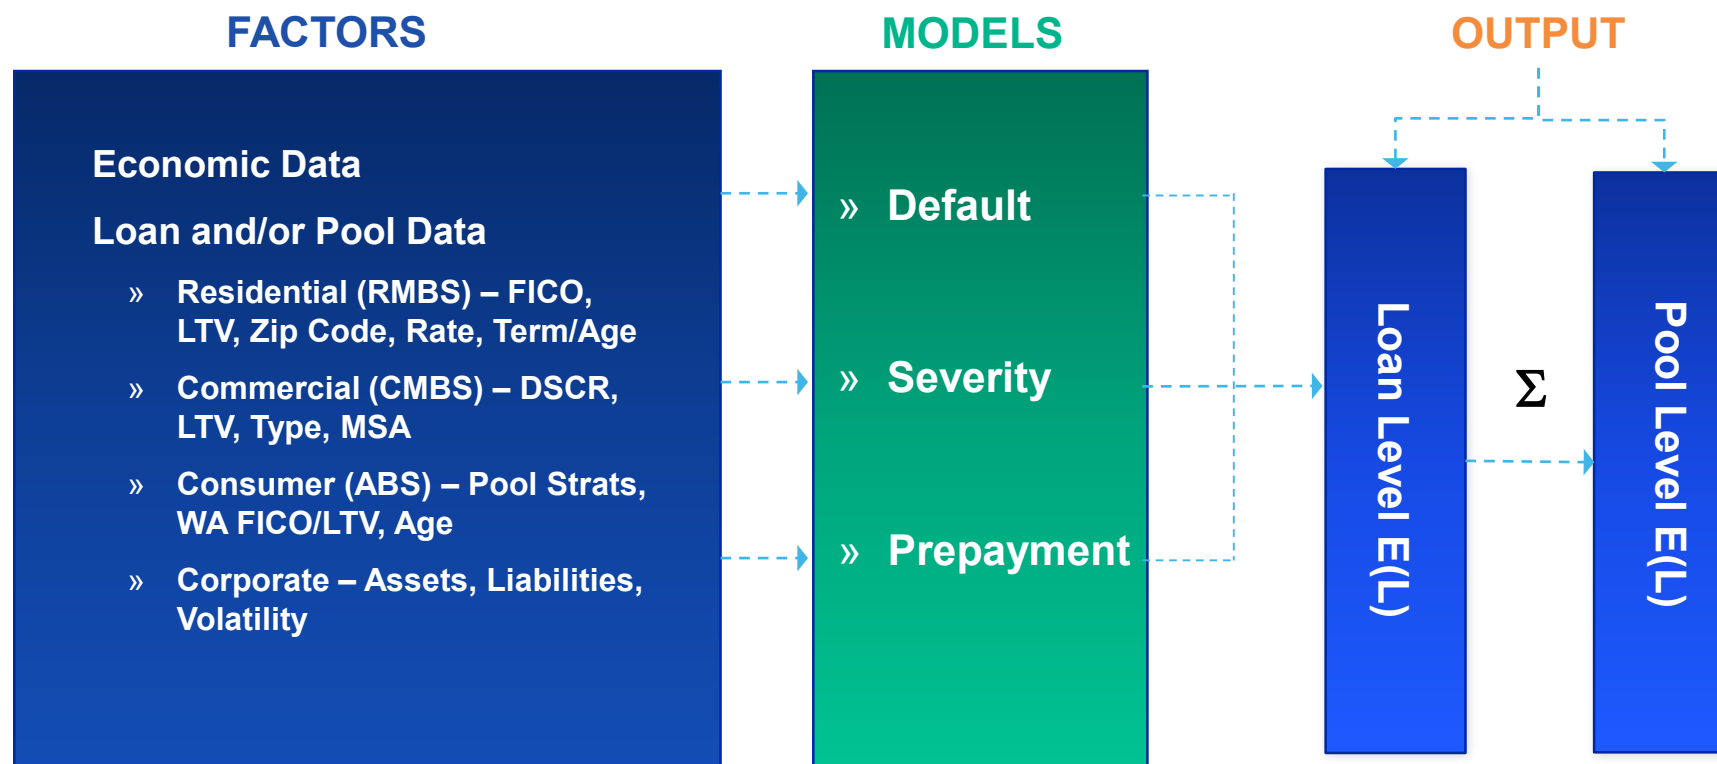 FACTORS
Economic Data
Loan and/or Pool Data
» Residential (RMBS) – FICO,
LTV, Zip Code, Rate, Term/Age
» Commercial (CMBS) – DSCR,
LTV, Type, MSA
» Consumer (ABS) – Pool Strats,
WA FICO/LTV, Age
» Corporate – Assets, Liabilities,
Volatility
MODELS
» Default
» Severity
» Prepayment
OUTPUT
Loan Level E(L)
Σ
Pool Level E(L)